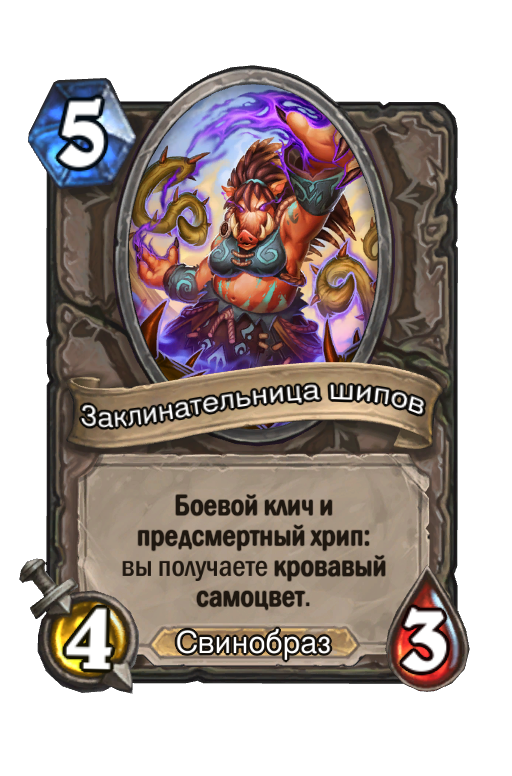 5
Заклинательница шипов
Боевой клич и
предсмертный хрип:
вы получаете кровавый
самоцвет.
4
Свинобраз
3